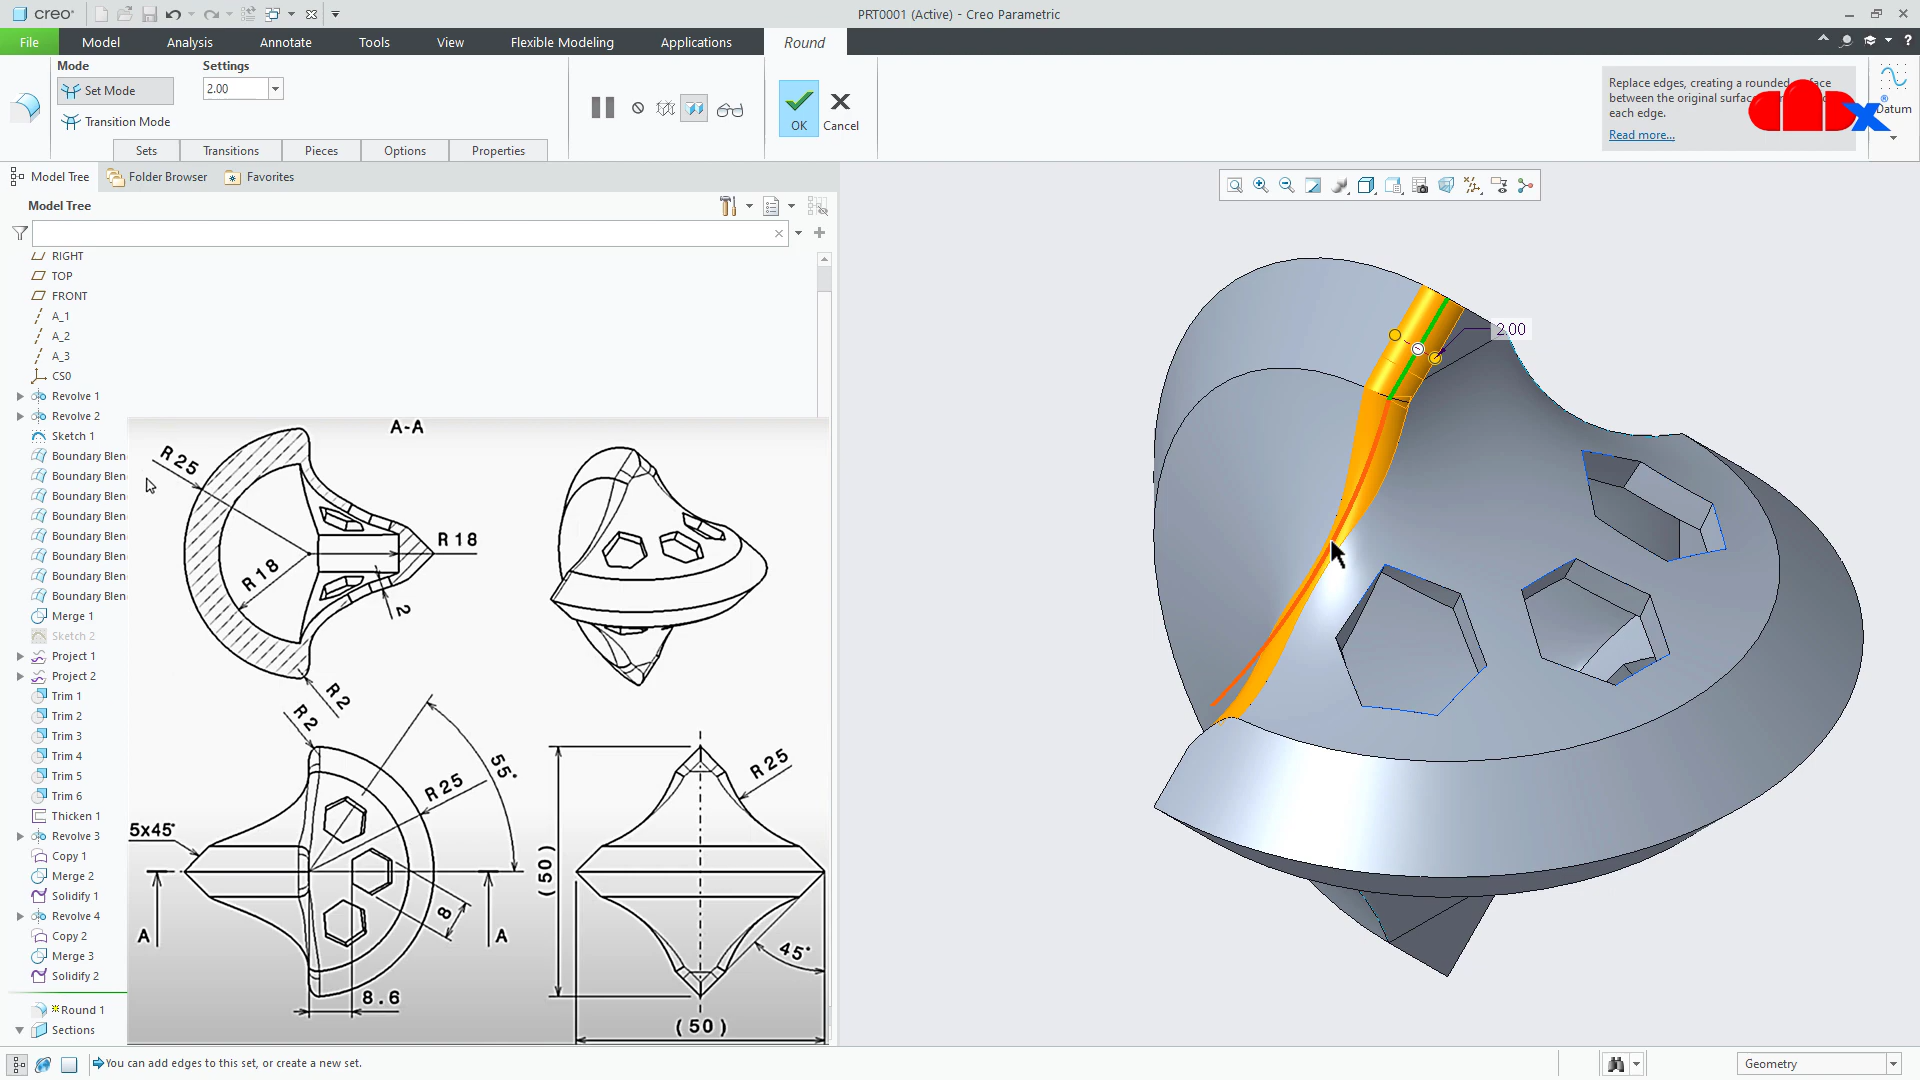 creo®
PRT0001 (Active) - Creo Parametric
File
Model
Analysis
Annotate
Tools
View
Flexible Modeling
Applications
Round
Mode
Settings
Set Mode
2.00
Transition Mode
OK
Cancel
Replace edges, creating a rounded
between the original
each edge.
Read more...
Datum
Sets
Transitions
Pieces
Options
Properties
Model Tree
Folder Browser
Favorites
Model Tree
RIGHT
TOP
FRONT
A_1
A_2
A_3
CS0
Revolve 1
Revolve 2
Sketch 1
Boundary Blen
Boundary Blen
Boundary Blen
Boundary Blen
Boundary Blen
Boundary Blen
Boundary Blen
Boundary Blen
Merge 1
Sketch 2
Project 1
Project 2
Trim 1
Trim 2
Trim 3
Trim 4
Trim 5
Trim 6
Thicken 1
Revolve 3
Copy 1
Merge 2
Solidify 1
Revolve 4
Copy 2
Merge 3
Solidify 2
Round 1
Sections
A-A
R25
R18
R18
2
R2
R2
55°
R25
5x45°
8
A
A
8.6
R25
(50)
45°
(50)
2.00
You can add edges to this set, or create a new set.
Geometry